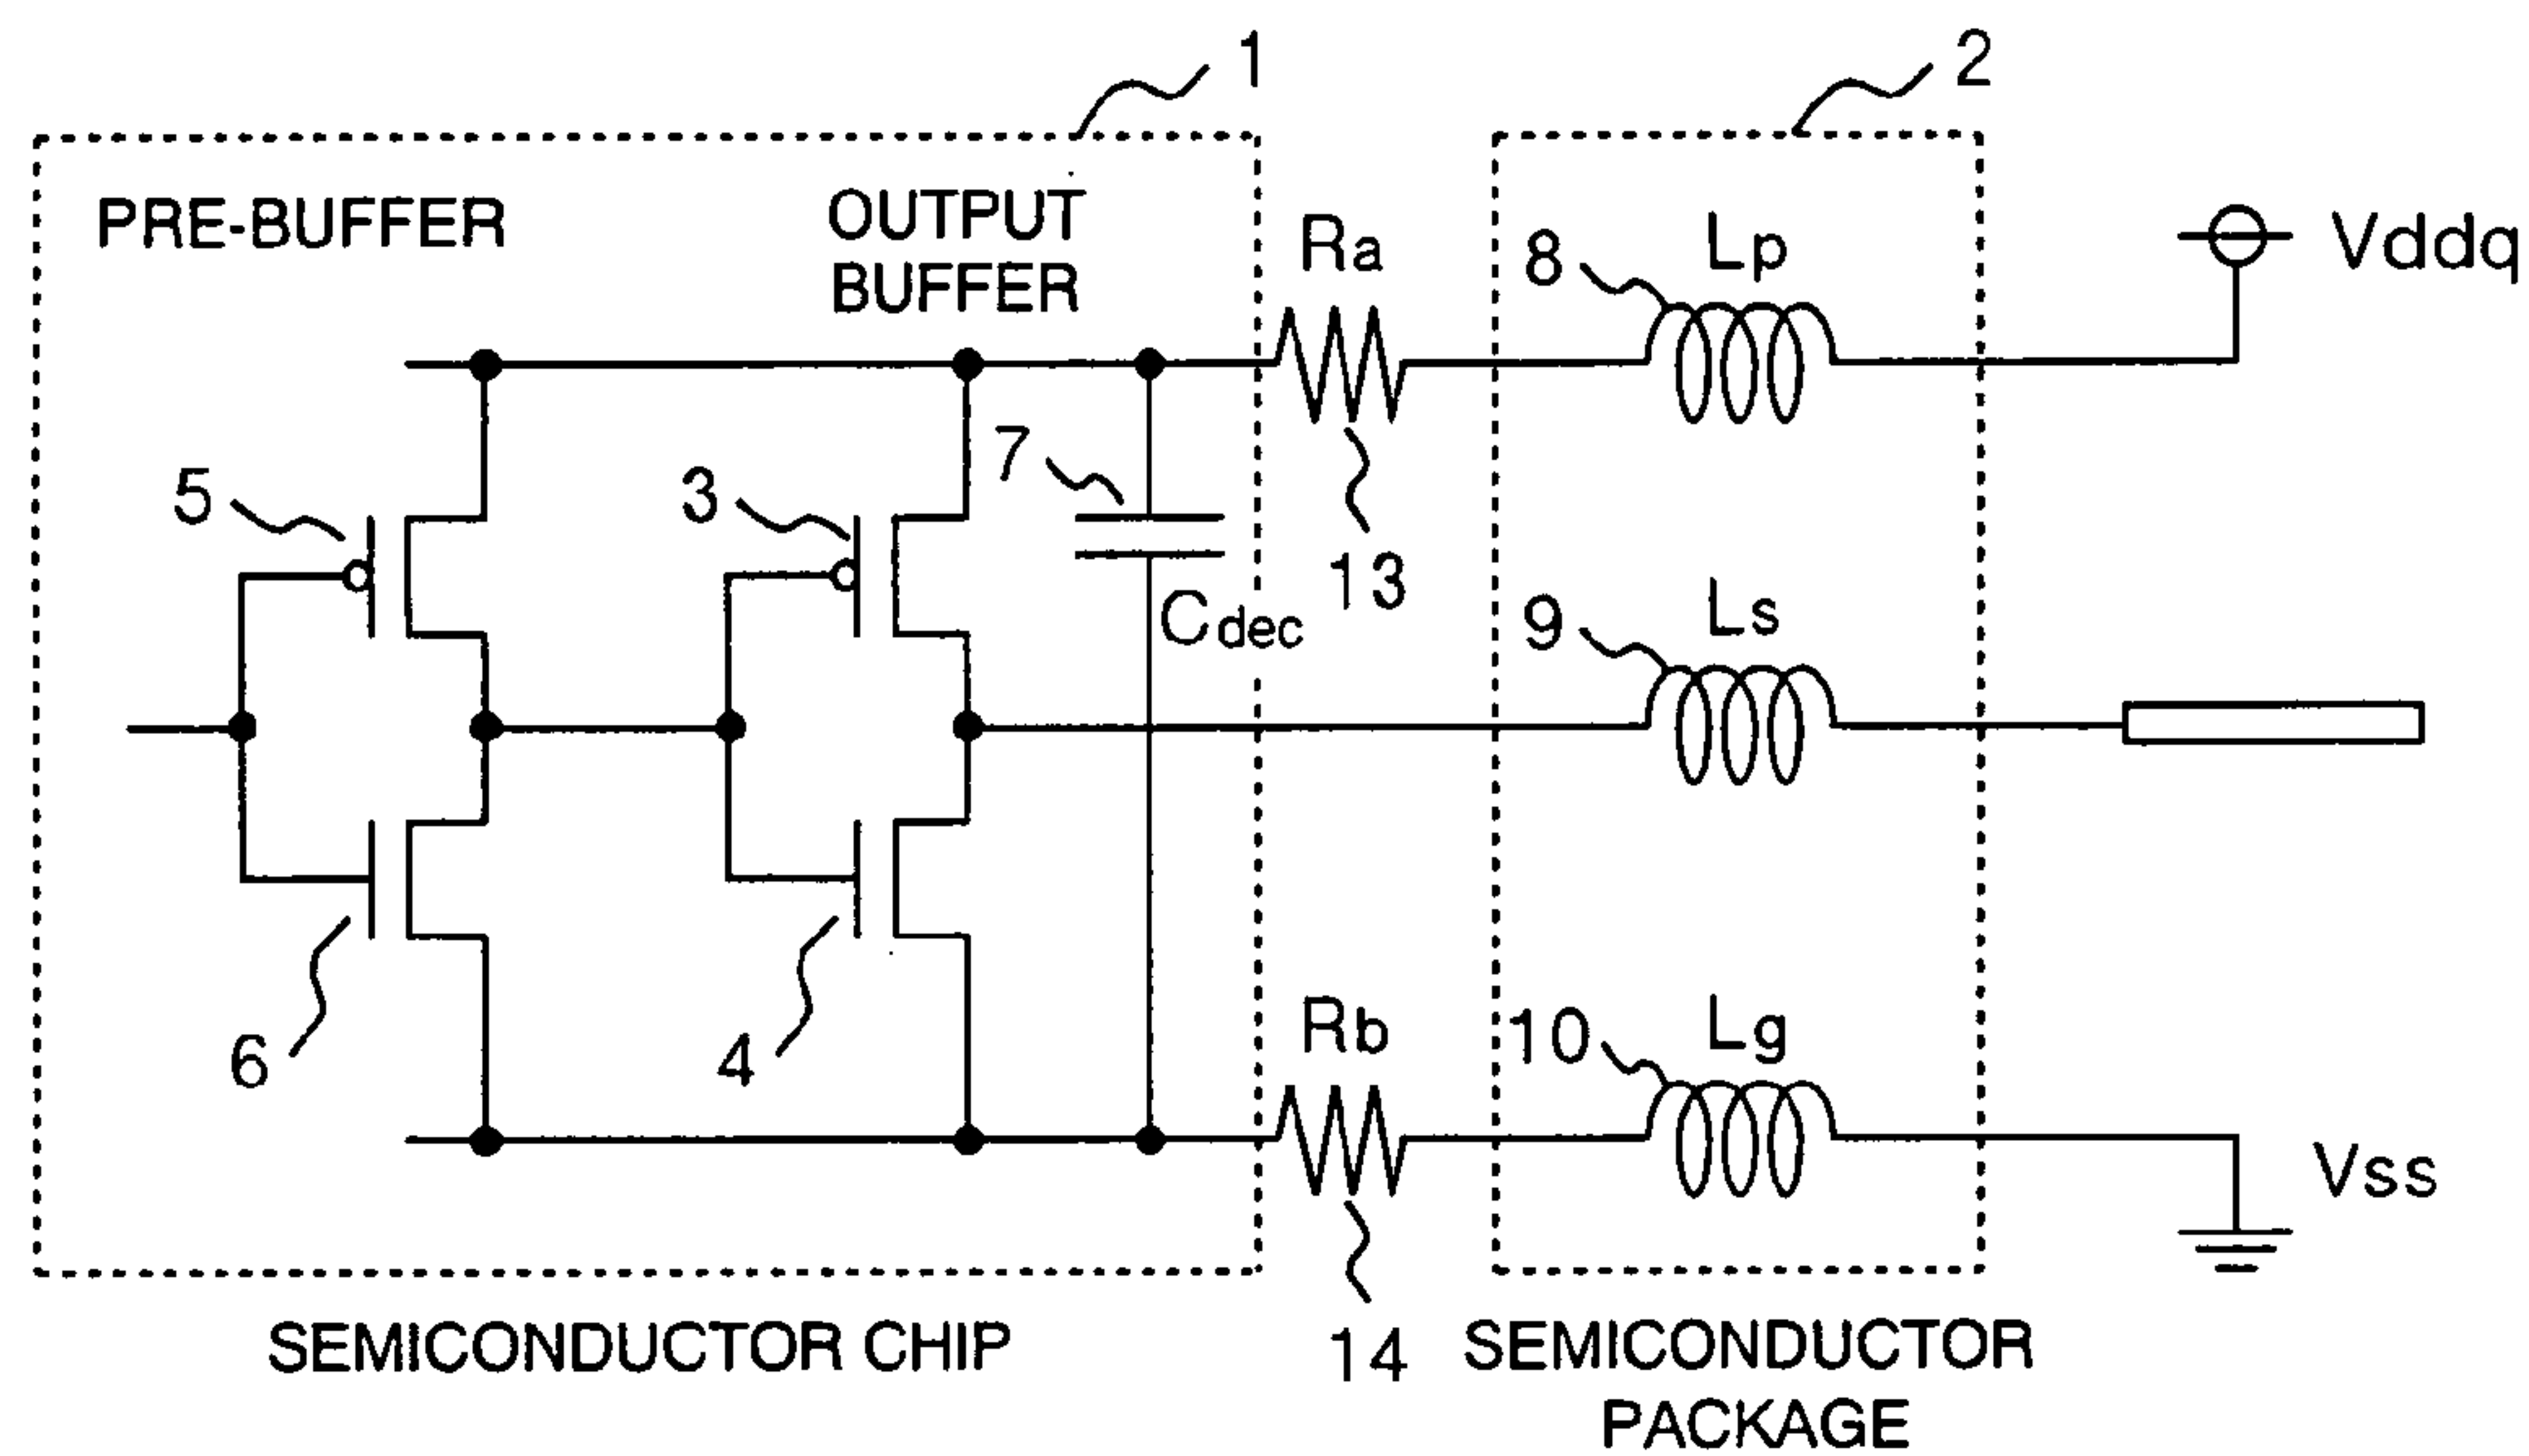 1
2
PRE-BUFFER
OUTPUT
BUFFER
Ra
8
Lp
Vddq
5
3
7
13
Cdec
9
Ls
6
4
Rb
10
Lg
Vss
14
SEMICONDUCTOR CHIP
SEMICONDUCTOR
PACKAGE